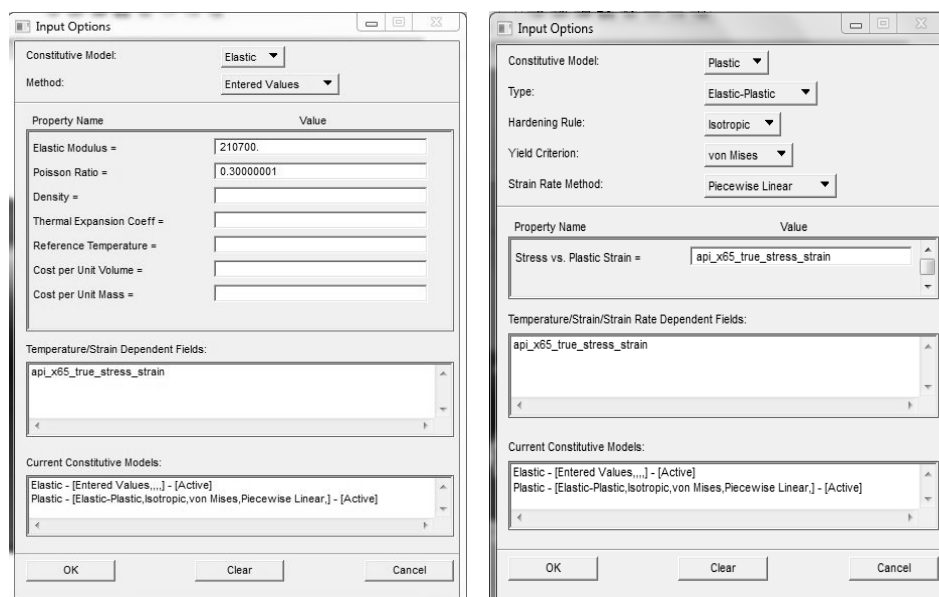 Input Options
Constitutive Model: Elastic
Method: Entered Values
Property Name Value
Elastic Modulus = 210700.
Poisson Ratio = 0.30000001
Density =
Thermal Expansion Coeff =
Reference Temperature =
Cost per Unit Volume =
Cost per Unit Mass =
Temperature/Strain Dependent Fields:
api_x65_true_stress_strain
Current Constitutive Models:
Elastic - [Entered Values,,,,] - [Active]
Plastic - [Elastic-Plastic,Isotropic,von Mises,Piecewise Linear,] - [Active]
OK Clear Cancel
Input Options
Constitutive Model: Plastic
Type: Elastic-Plastic
Hardening Rule: Isotropic
Yield Criterion: von Mises
Strain Rate Method: Piecewise Linear
Property Name Value
Stress vs. Plastic Strain = api_x65_true_stress_strain
Temperature/Strain/Strain Rate Dependent Fields:
api_x65_true_stress_strain
Current Constitutive Models:
Elastic - [Entered Values,,,,] - [Active]
Plastic - [Elastic-Plastic,Isotropic,von Mises,Piecewise Linear,] - [Active]
OK Clear Cancel